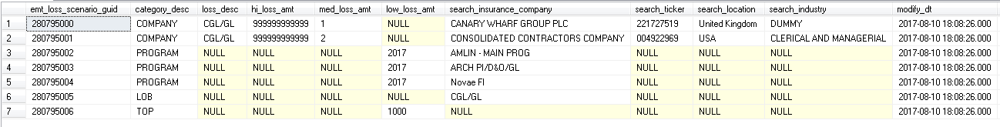 emt_loss_scenario_guid category_desc loss_desc hi_loss_amt med_loss_amt low_loss_amt search_insurance_company search_ticker search_location search_industry modify_dt
1 280795000 COMPANY CGL/GL 999999999999 1 NULL CANARY WHARF GROUP PLC 221727519 United Kingdom DUMMY 2017-08-10 18:08:26.000
2 280795001 COMPANY CGL/GL 999999999999 2 NULL CONSOLIDATED CONTRACTORS COMPANY 004922969 USA CLERICAL AND MANAGERIAL 2017-08-10 18:08:26.000
3 280795002 PROGRAM NULL NULL NULL 2017 AMLIN - MAIN PROG NULL NULL NULL 2017-08-10 18:08:26.000
4 280795003 PROGRAM NULL NULL NULL 2017 ARCH PI/D&O/GL NULL NULL NULL 2017-08-10 18:08:26.000
5 280795004 PROGRAM NULL NULL NULL 2017 Novae FI NULL NULL NULL 2017-08-10 18:08:26.000
6 280795005 LOB NULL NULL NULL NULL CGL/GL NULL NULL NULL 2017-08-10 18:08:26.000
7 280795006 TOP NULL NULL NULL 1000 NULL NULL NULL NULL 2017-08-10 18:08:26.000